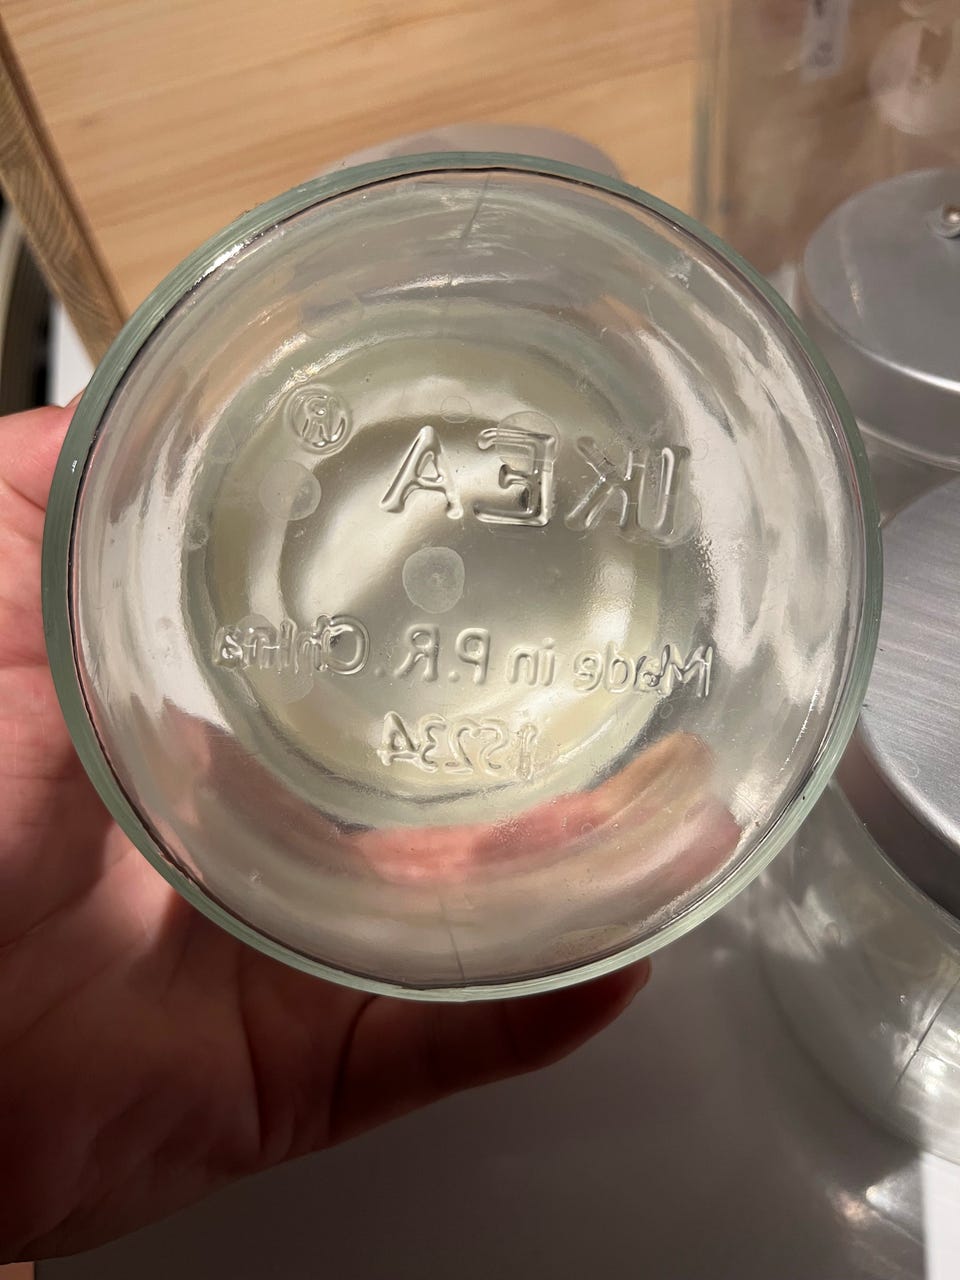 IKEA ®
Made in P.R. China
15234